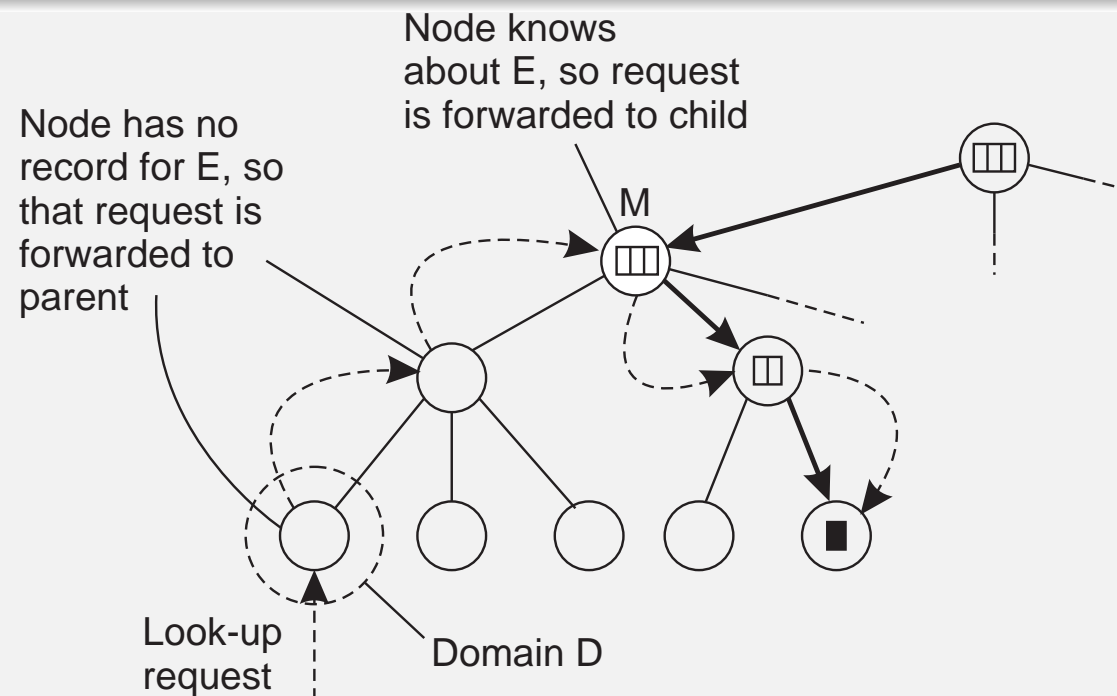 Node knows
about E, so request
is forwarded to child
Node has no
record for E, so
that request is
forwarded to
parent
M
Look-up
request
Domain D